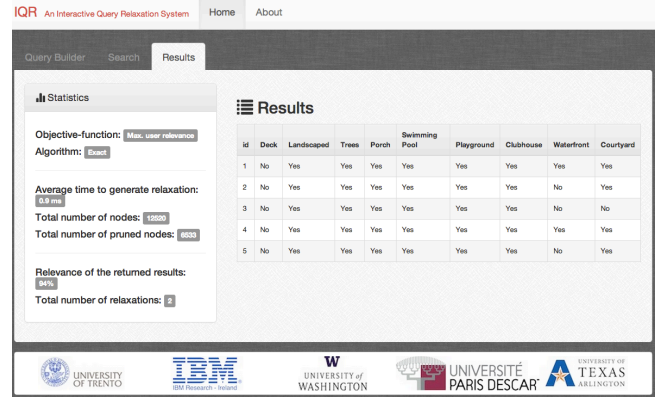 IQR An Interactive Query Relaxation System Home About
Query Builder Search Results
Statistics
Objective-function: Max. user relevance
Algorithm: Exact
Average time to generate relaxation:
0.9 ms
Total number of nodes: 12520
Total number of pruned nodes: 6533
Relevance of the returned results:
94%
Total number of relaxations: 2
Results
id Deck Landscaped Trees Porch Swimming Pool Playground Clubhouse Waterfront Courtyard
1 No Yes Yes Yes Yes Yes Yes Yes Yes
2 No Yes Yes Yes Yes Yes Yes No Yes
3 No Yes Yes Yes Yes Yes Yes No No
4 No Yes Yes Yes Yes Yes Yes Yes Yes
5 No Yes Yes Yes Yes Yes Yes No Yes
UNIVERSITY
OF TRENTO
IBM
IBM Research - Ireland
W
UNIVERSITY of
WASHINGTON
UNIVERSITÉ
PARIS DESCAR
UNIVERSITY OF
TEXAS
ARLINGTON